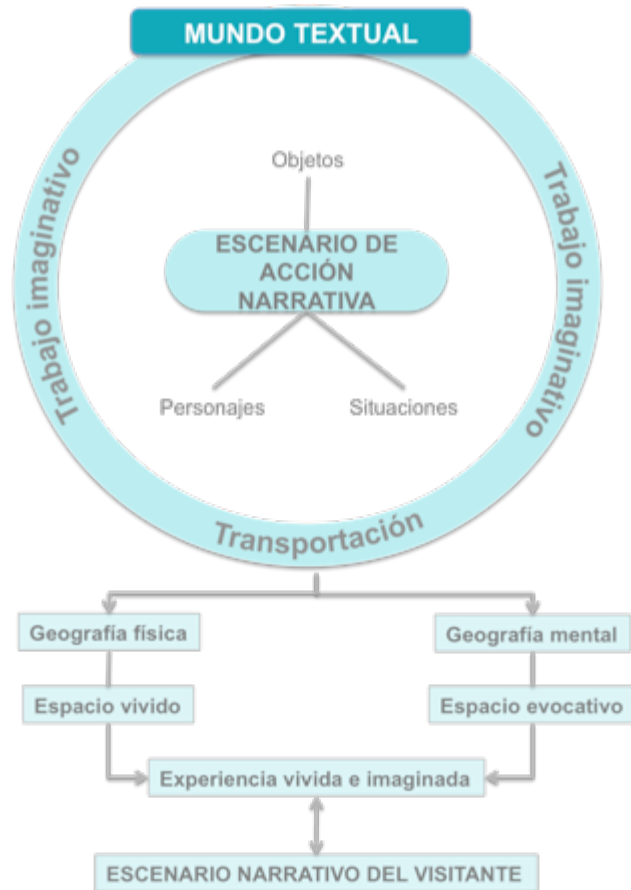 MUNDO TEXTUAL
Trabajo imaginativo
Trabajo imaginativo
Objetos
ESCENARIO DE
ACCIÓN
NARRATIVA
Personajes
Situaciones
Transportación
Geografía física
Geografía mental
Espacio vivido
Espacio evocativo
Experiencia vivida e imaginada
ESCENARIO NARRATIVO DEL VISITANTE